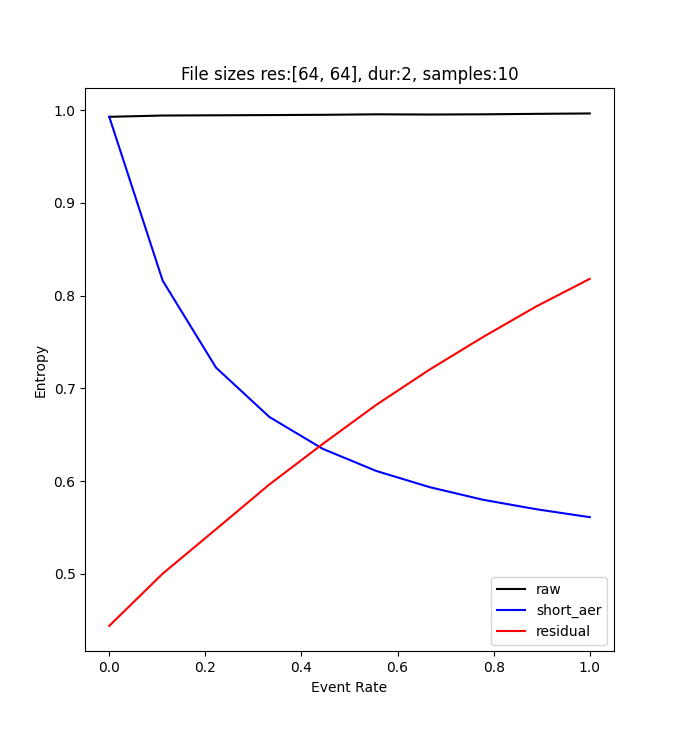 File sizes res:[64, 64], dur:2, samples:10
1.0
0.9
0.8
0.7
0.6
0.5
Entropy
0.0 0.2 0.4 0.6 0.8 1.0
Event Rate
raw
short_aer
residual